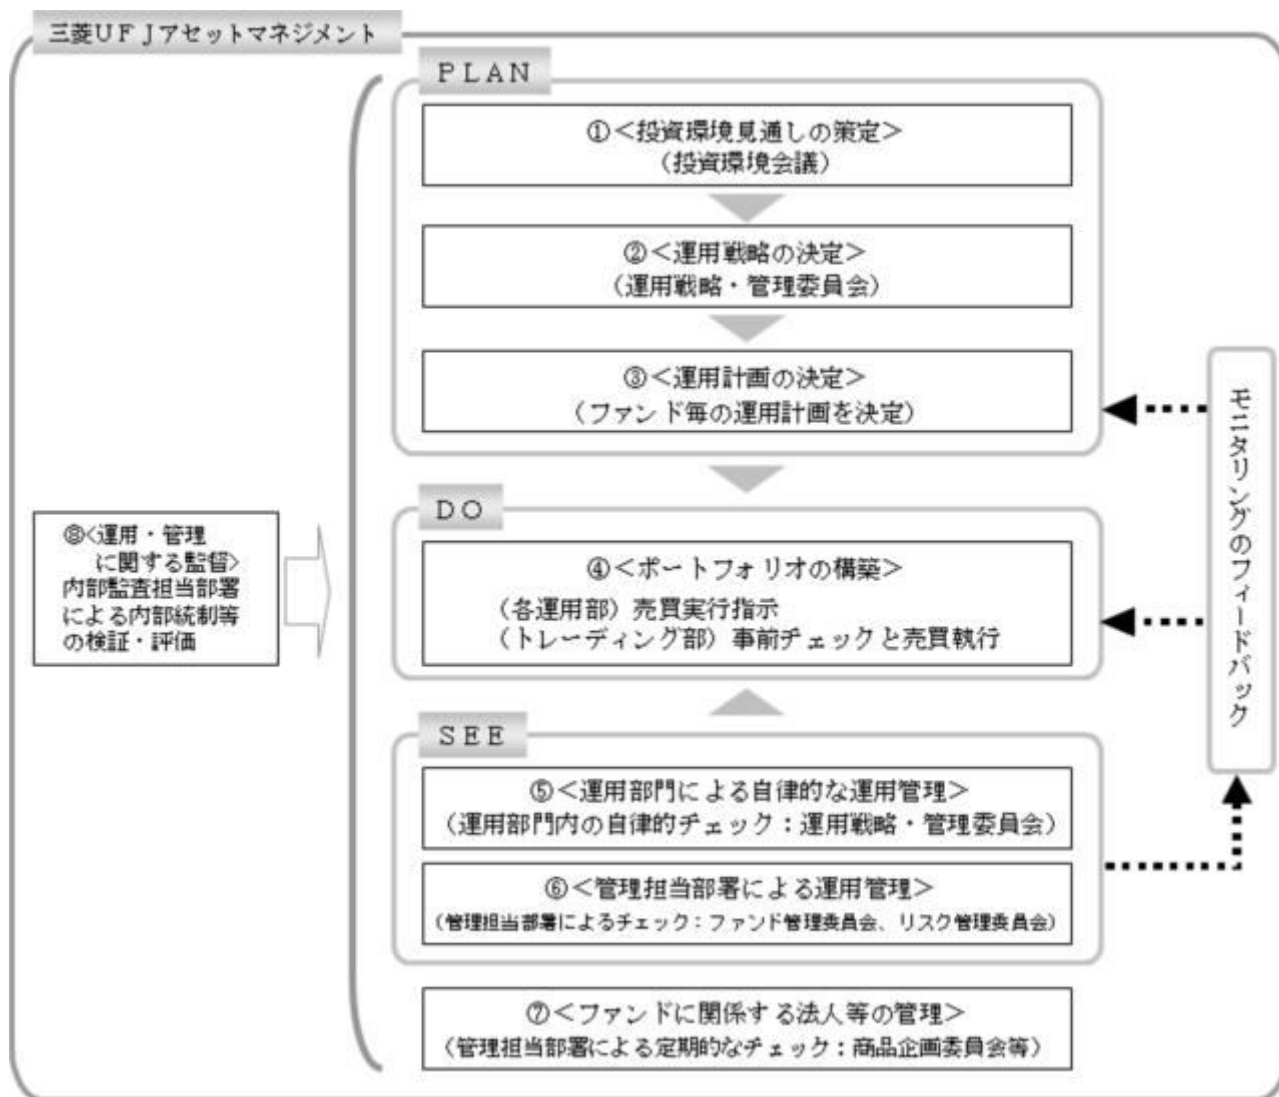 三菱ＵＦＪアセットマネジメント
ＰＬＡＮ
①＜投資環境見通しの策定＞
（投資環境会議）
②＜運用戦略の決定＞
（運用戦略・管理委員会）
③＜運用計画の決定＞
（ファンド毎の運用計画を決定）
ＤＯ
④＜ポートフォリオの構築＞
（各運用部）売買実行指示
（トレーディング部）事前チェックと売買執行
ＳＥＥ
⑤＜運用部門による自律的な運用管理＞
（運用部門内の自律的チェック：運用戦略・管理委員会）
⑥＜管理担当部署による運用管理＞
（管理担当部署によるチェック：ファンド管理委員会、リスク管理委員会）
⑦＜ファンドに関係する法人等の管理＞
（管理担当部署による定期的なチェック：商品企画委員会等）
⑧＜運用・管理
に関する監督＞
内部監査担当部署
による内部統制等
の検証・評価
モニタリングのフィードバック